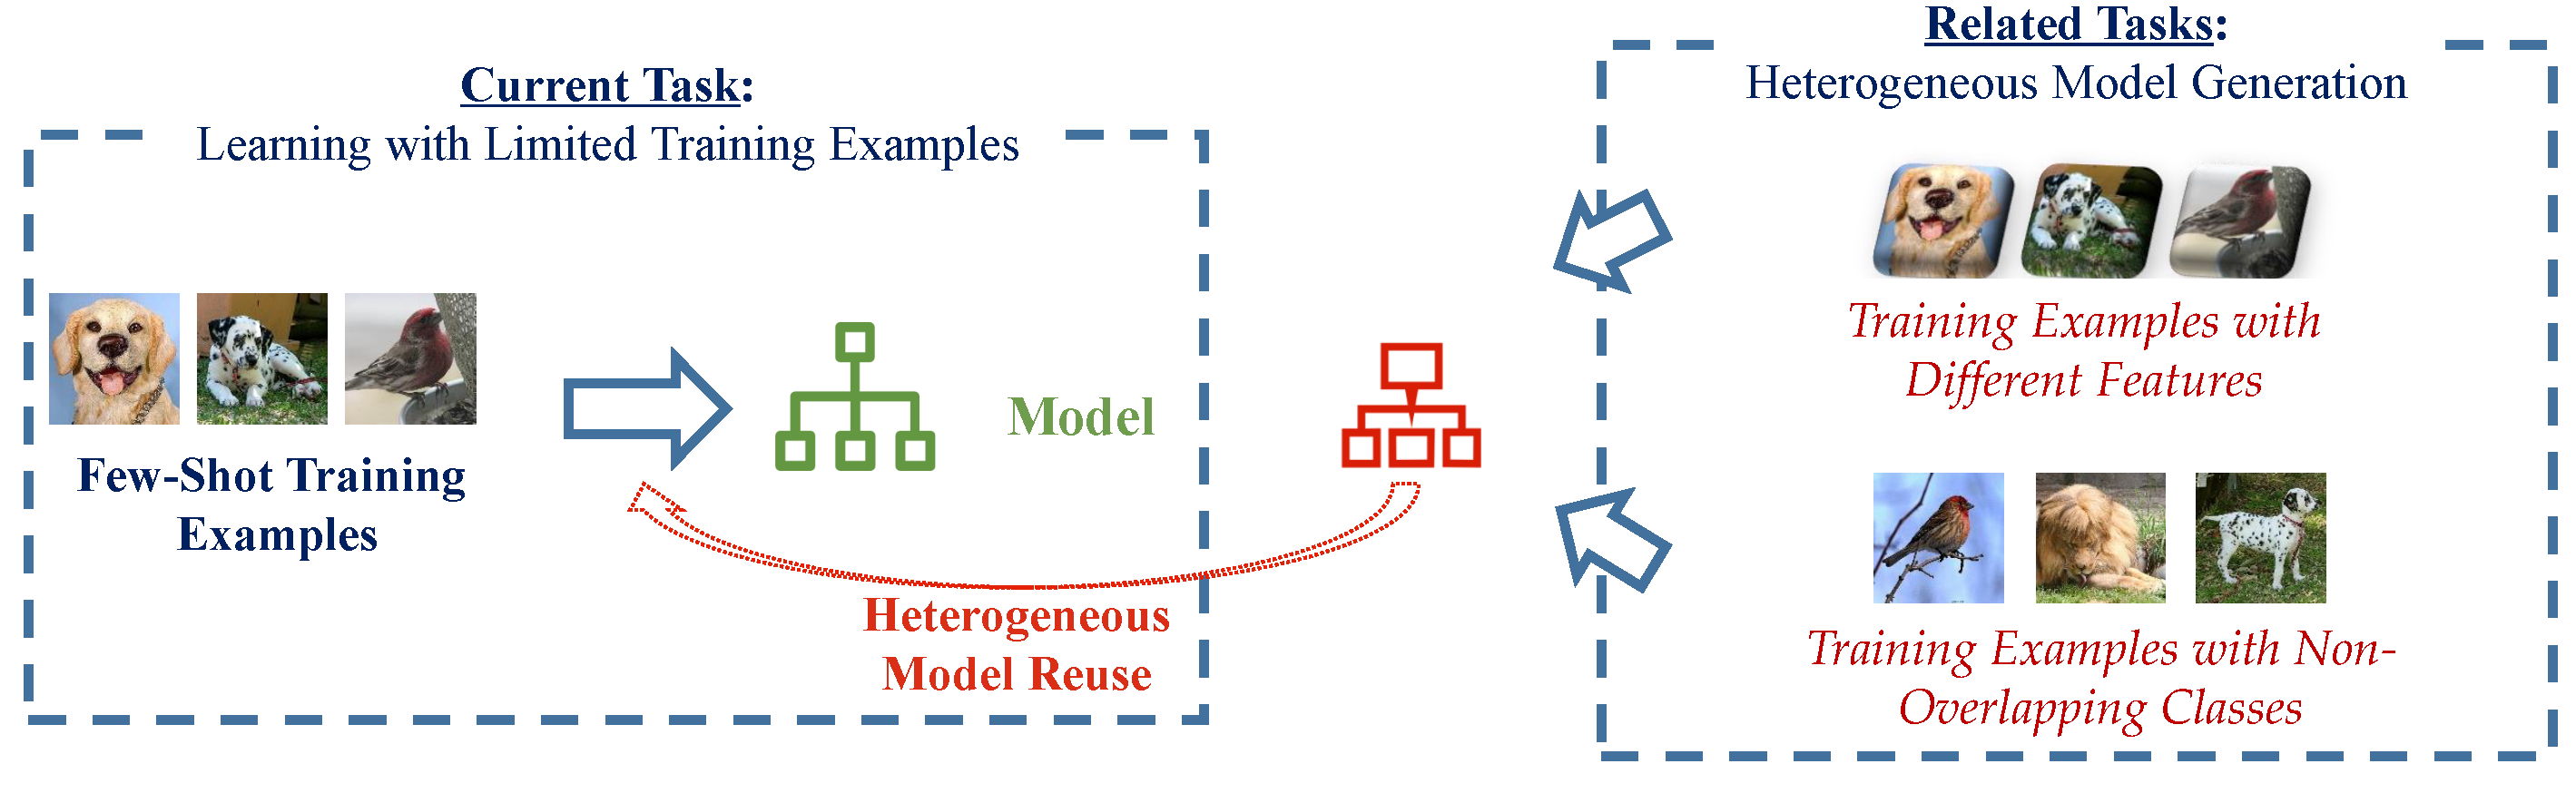 Current Task:
Learning with Limited Training Examples
Few-Shot Training
Examples
Model
Heterogeneous
Model Reuse
Related Tasks:
Heterogeneous Model Generation
Training Examples with
Different Features
Training Examples with Non-
Overlapping Classes